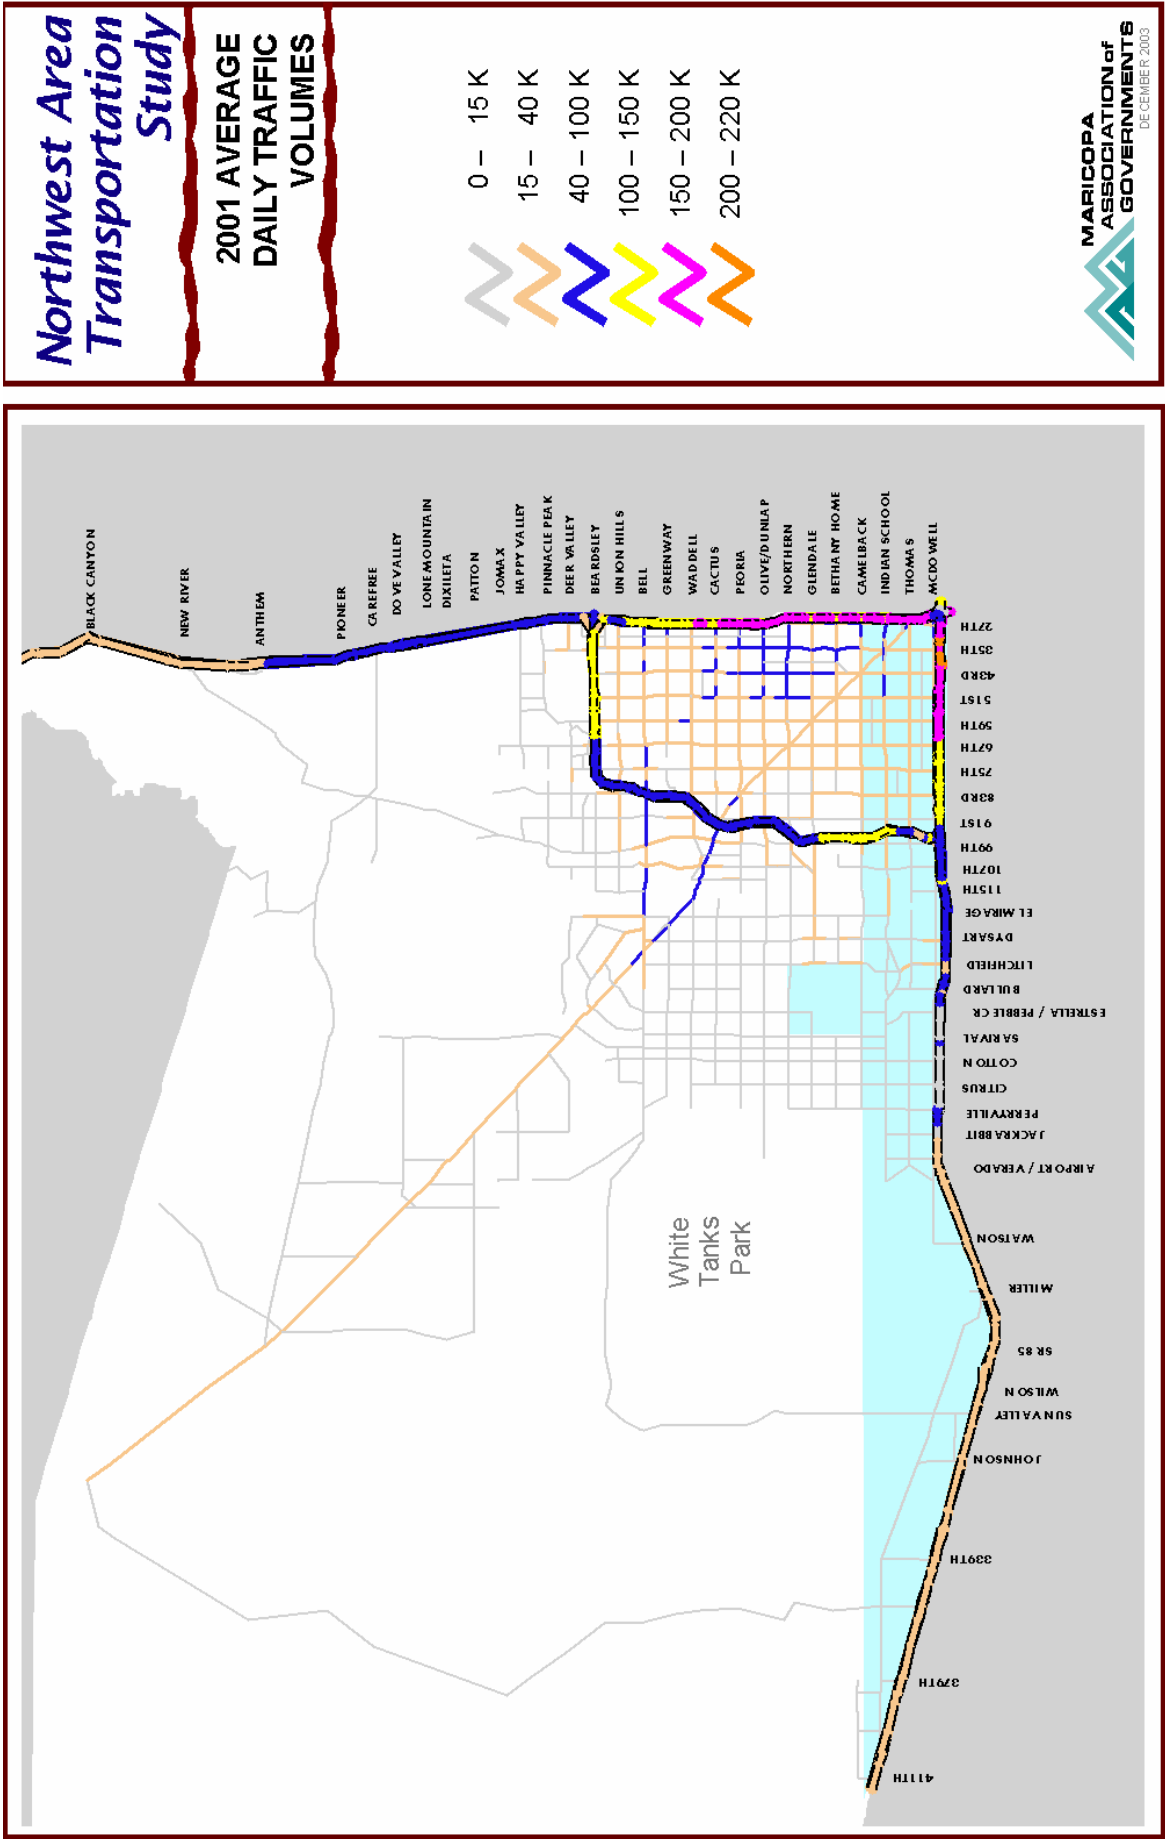 Northwest Area
Transportation
Study
2001 AVERAGE
DAILY TRAFFIC
VOLUMES
0 – 15 K
15 – 40 K
40 – 100 K
100 – 150 K
150 – 200 K
200 – 220 K
MARICOPA
ASSOCIATION of
GOVERNMENTS
DECEMBER 2003
BLACK CANYON
NEW RIVER
ANTHEM
PIONEER
CAREFREE
DOVE VALLEY
LONE MOUNTAIN
DIXILETA
PATTON
JOMAX
HAPPY VALLEY
PINNACLE PEAK
DEER VALLEY
BEARDSLEY
UNION HILLS
BELL
GREENWAY
WADDELL
CACTUS
PEORIA
OLIVE/DUNLAP
NORTHERN
GLENDALE
BETHANY HOME
CAMELBACK
INDIAN SCHOOL
THOMAS
MCDOWELL
27TH
35TH
43RD
51ST
59TH
67TH
75TH
83RD
91ST
99TH
107TH
115TH
EL MIRAGE
DYSART
LITCHFIELD
BULLARD
ESTRELLA / PEBBLE CR
SARIVAL
COTTON
CITRUS
PERRYVILLE
JACKRABBIT
AIRPORT / VERADO
WATSON
MILLER
SR 85
WILSON
SUN VALLEY
JOHNSON
339TH
379TH
411TH
White
Tanks
Park